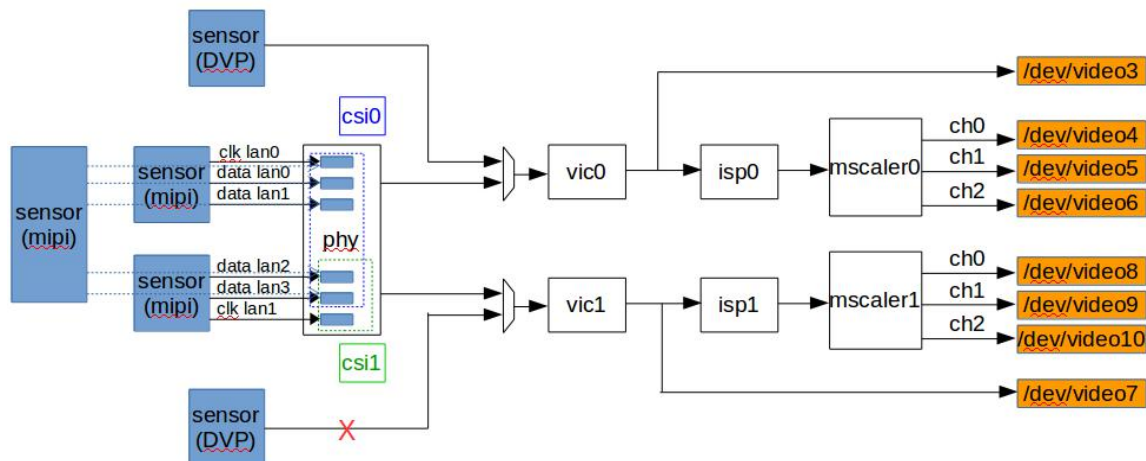 sensor
(DVP)
/dev/video3
csi0
clk lan0
data lan0
data lan1
sensor
(mipi)
sensor
(mipi)
phy
vic0
isp0
mscaler0
ch0
ch1
ch2
/dev/video4
/dev/video5
/dev/video6
data lan2
data lan3
clk lan1
sensor
(mipi)
vic1
isp1
mscaler1
ch0
ch1
ch2
/dev/video8
/dev/video9
/dev/video10
csi1
/dev/video7
sensor
(DVP)
X